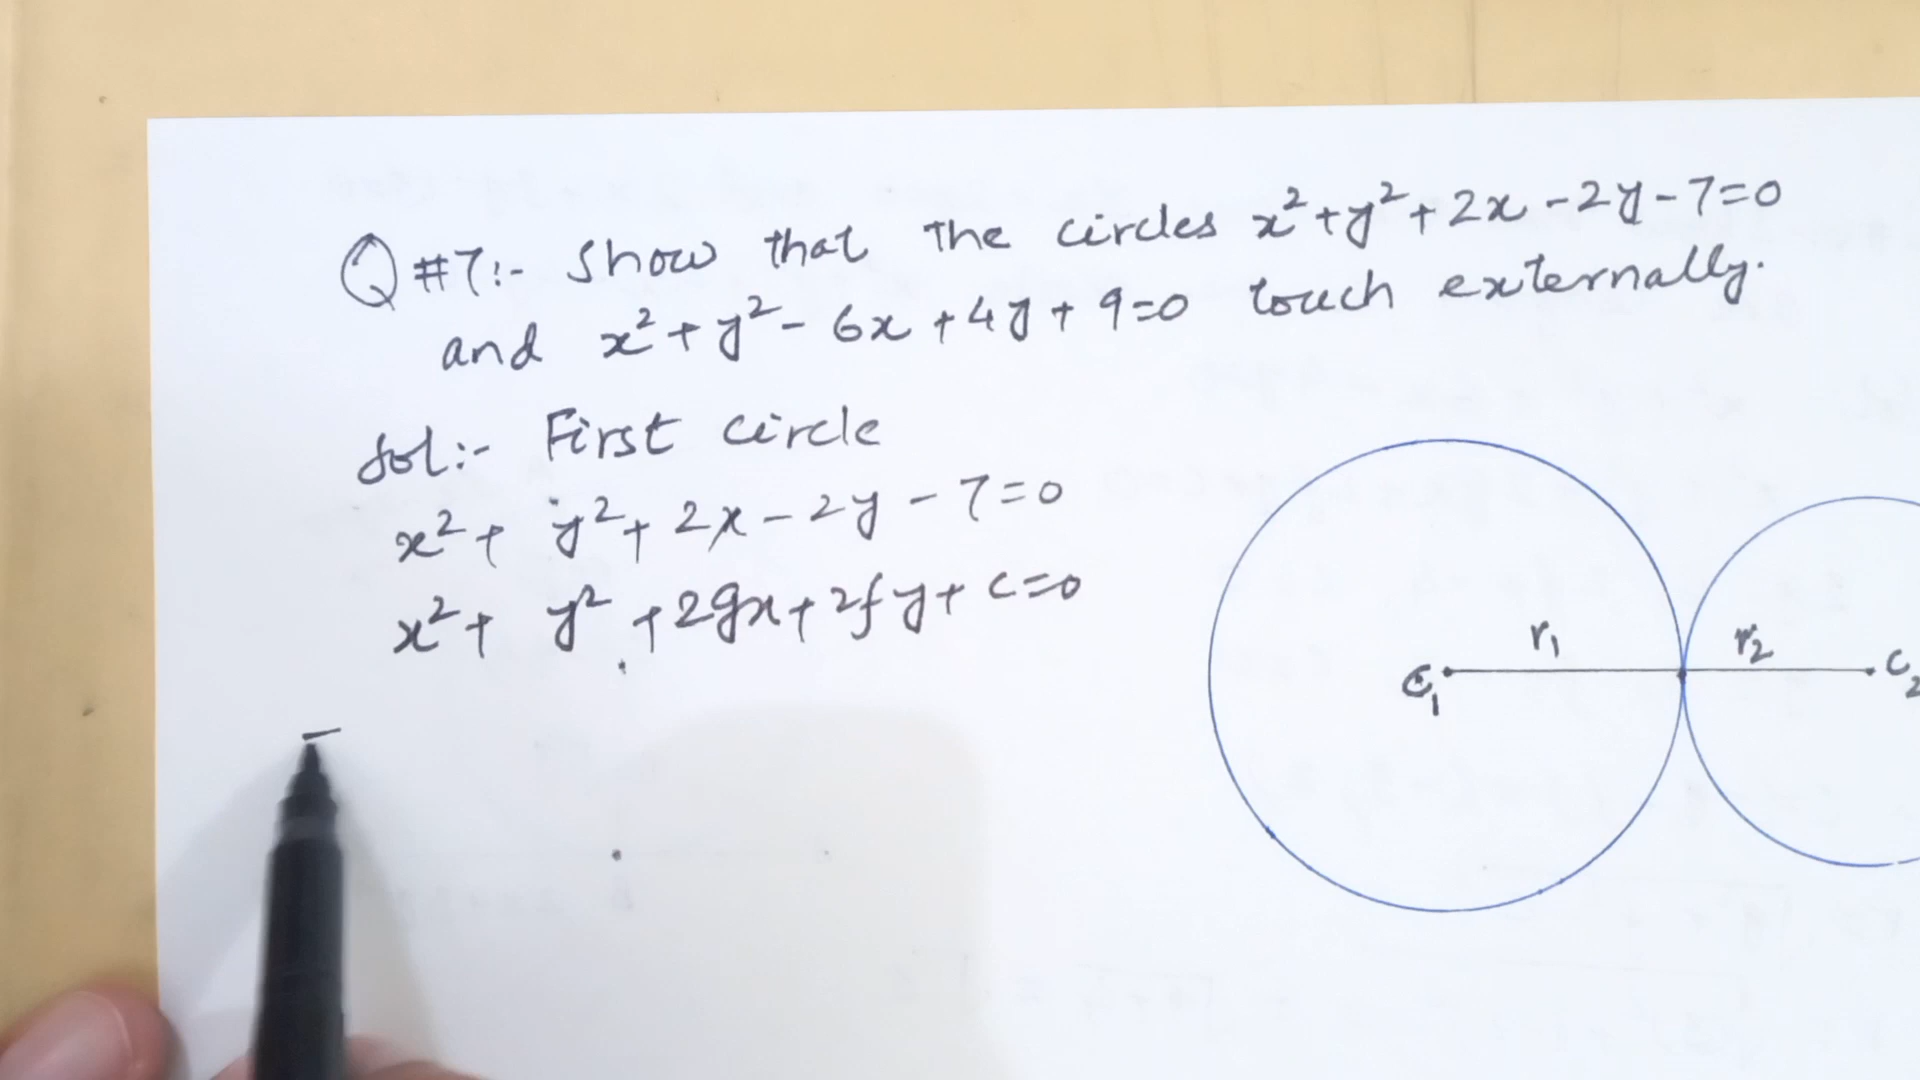 Q#7:- Show that the circles x²+y²+2x-2y-7=0
and x²+y²-6x+4y+9=0 touch externally.
Sol:- First circle
x²+y²+2x-2y-7=0
x²+y²+2gx+2fy+c=0
r₁ r₂
C₁ C₂